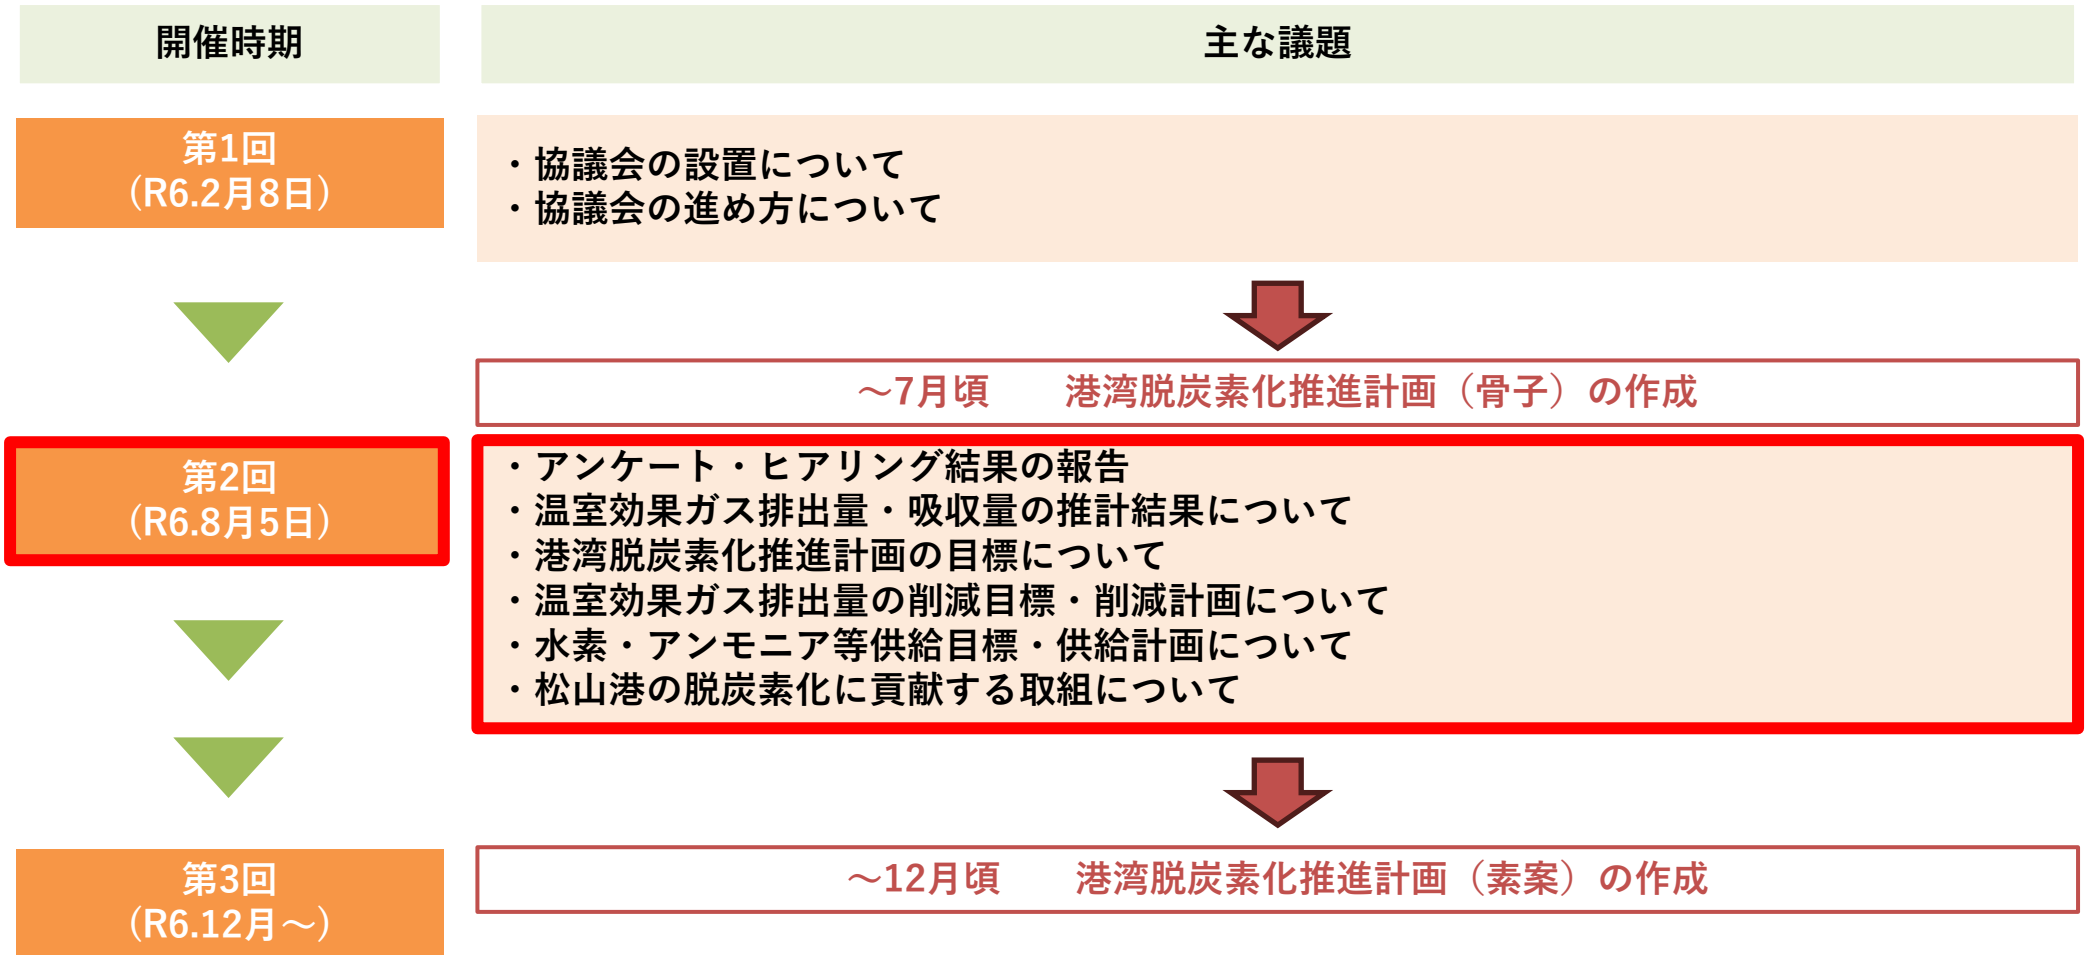 開催時期
主な議題
第1回
（R6.2月8日）
・協議会の設置について
・協議会の進め方について
～7月頃　　港湾脱炭素化推進計画（骨子）の作成
第2回
（R6.8月5日）
・アンケート・ヒアリング結果の報告
・温室効果ガス排出量・吸収量の推計結果について
・港湾脱炭素化推進計画の目標について
・温室効果ガス排出量の削減目標・削減計画について
・水素・アンモニア等供給目標・供給計画について
・松山港の脱炭素化に貢献する取組について
第3回
（R6.12月～）
～12月頃　　港湾脱炭素化推進計画（素案）の作成